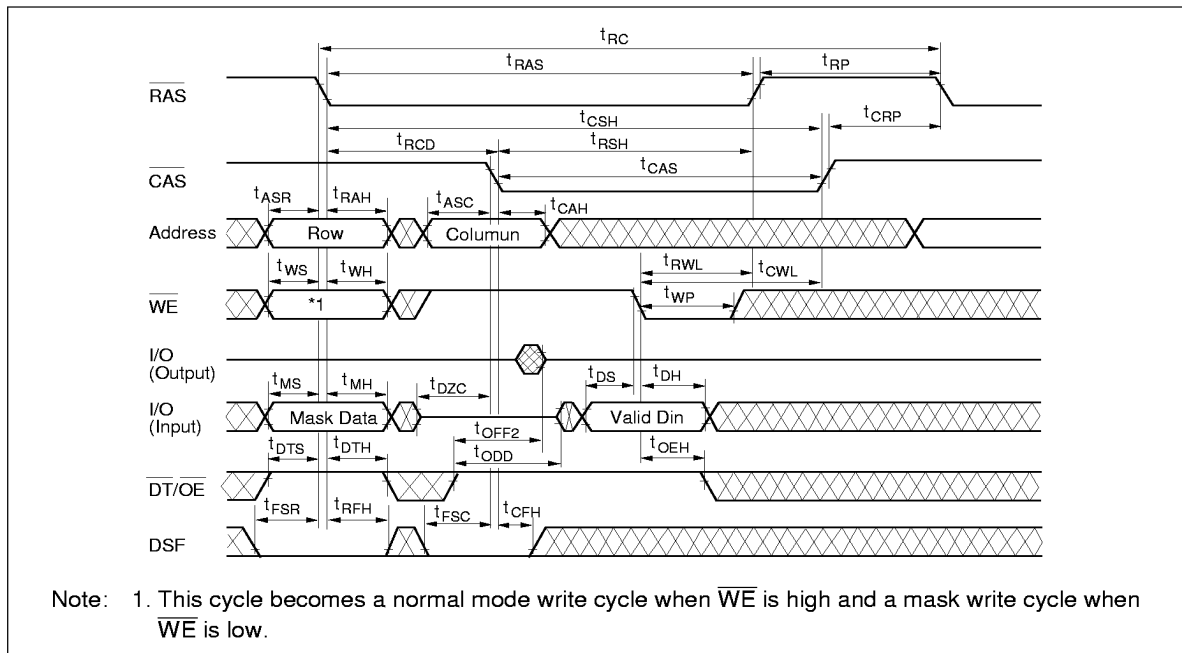 tRC
tRAS
tRP
RAS
tCSH
tCRP
tRCD
tRSH
tCAS
CAS
tASR
tRAH
tASC
tCAH
Address
Row
Columun
tWS
tWH
tRWL
tCWL
WE
*1
tWP
I/O
(Output)
tMS
tMH
tDZC
tDS
tDH
I/O
(Input)
Mask Data
Valid Din
tOFF2
tDTS
tDTH
tODD
tOEH
DT/OE
tFSR
tRFH
tFSC
tCFH
DSF
Note: 1. This cycle becomes a normal mode write cycle when WE is high and a mask write cycle when
WE is low.